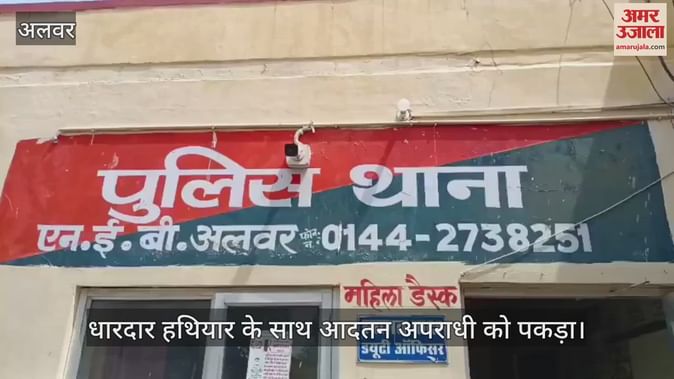 अलवर
अमर
उजाला
amarujala.com
पुलिस थाना
एन.ई.बी.अलवर फोन: न. 0144-2738251
महिला डैस्क
धारदार हथियार के साथ आदतन अपराधी को पकड़ा।
ड्यूटी ऑफिसर